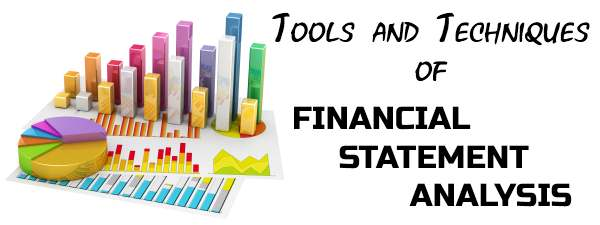 Tools and Techniques
of
FINANCIAL
STATEMENT
ANALYSIS